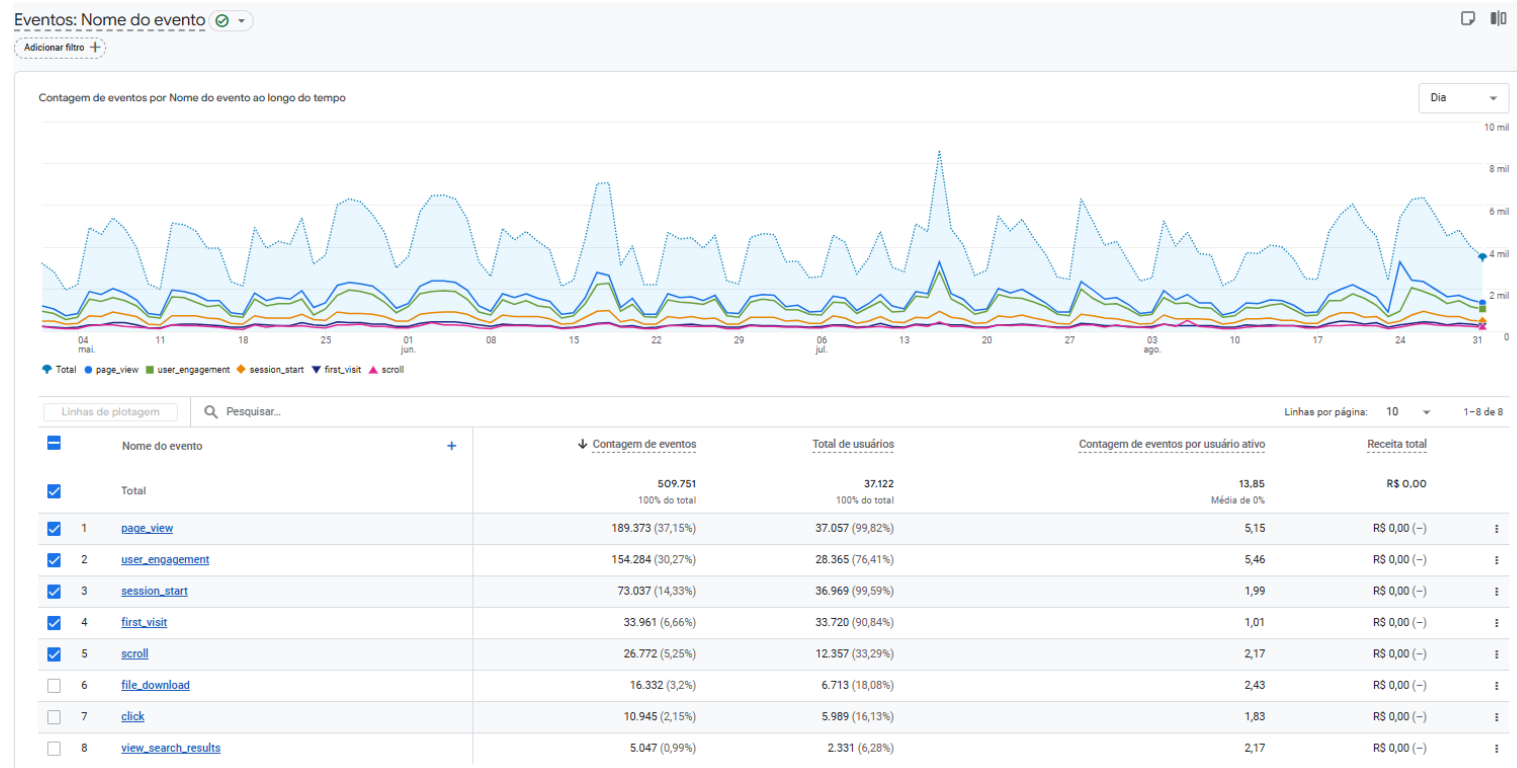 Eventos: Nome do evento
Adicionar filtro
Contagem de eventos por Nome do evento ao longo do tempo
Dia
10 mil
8 mil
6 mil
4 mil
2 mil
0
04 mai. 11 18 25 01 jun. 08 15 22 29 06 jul. 13 20 27 03 ago. 10 17 24 31
Total page_view user_engagement session_start first_visit scroll
Linhas de plotagem Pesquisar... Linhas por página: 10 1–8 de 8
Nome do evento + ↓ Contagem de eventos Total de usuários Contagem de eventos por usuário ativo Receita total
Total 509.751 37.122 13,85 R$ 0,00
100% do total 100% do total Média de 0%
1 page_view 189.373 (37,15%) 37.057 (99,82%) 5,15 R$ 0,00 (–)
2 user_engagement 154.284 (30,27%) 28.365 (76,41%) 5,46 R$ 0,00 (–)
3 session_start 73.037 (14,33%) 36.969 (99,59%) 1,99 R$ 0,00 (–)
4 first_visit 33.961 (6,66%) 33.720 (90,84%) 1,01 R$ 0,00 (–)
5 scroll 26.772 (5,25%) 12.357 (33,29%) 2,17 R$ 0,00 (–)
6 file_download 16.332 (3,2%) 6.713 (18,08%) 2,43 R$ 0,00 (–)
7 click 10.945 (2,15%) 5.989 (16,13%) 1,83 R$ 0,00 (–)
8 view_search_results 5.047 (0,99%) 2.331 (6,28%) 2,17 R$ 0,00 (–)